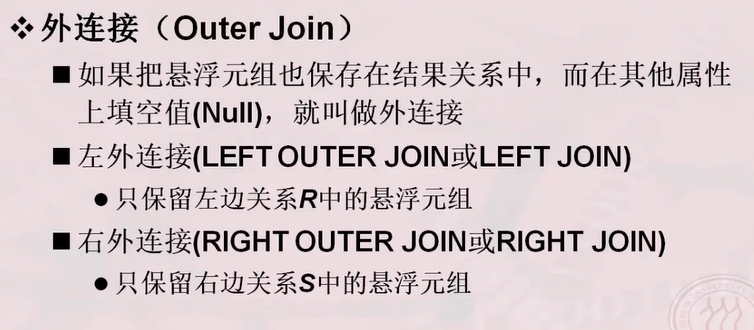 ❖外连接（Outer Join）
■如果把悬浮元组也保存在结果关系中，而在其他属性
上填空值(Null)，就叫做外连接
■左外连接(LEFT OUTER JOIN或LEFT JOIN)
●只保留左边关系R中的悬浮元组
■右外连接(RIGHT OUTER JOIN或RIGHT JOIN)
●只保留右边关系S中的悬浮元组